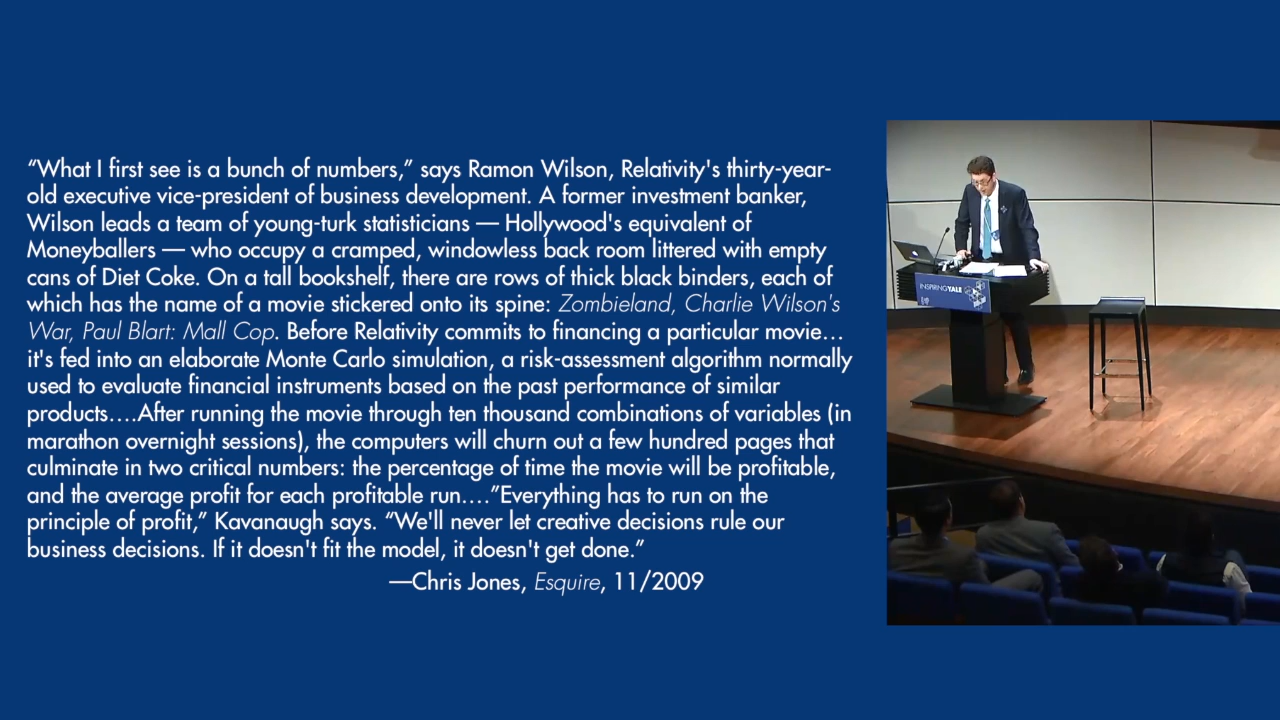 “What I first see is a bunch of numbers,” says Ramon Wilson, Relativity's thirty-year-
old executive vice-president of business development. A former investment banker,
Wilson leads a team of young-turk statisticians — Hollywood's equivalent of
Moneyballers — who occupy a cramped, windowless back room littered with empty
cans of Diet Coke. On a tall bookshelf, there are rows of thick black binders, each of
which has the name of a movie stickered onto its spine: Zombieland, Charlie Wilson's
War, Paul Blart: Mall Cop. Before Relativity commits to financing a particular movie…
it's fed into an elaborate Monte Carlo simulation, a risk-assessment algorithm normally
used to evaluate financial instruments based on the past performance of similar
products….After running the movie through ten thousand combinations of variables (in
marathon overnight sessions), the computers will churn out a few hundred pages that
culminate in two critical numbers: the percentage of time the movie will be profitable,
and the average profit for each profitable run….”Everything has to run on the
principle of profit,” Kavanaugh says. “We'll never let creative decisions rule our
business decisions. If it doesn't fit the model, it doesn't get done.”
—Chris Jones, Esquire, 11/2009
INSPIRINGYALE